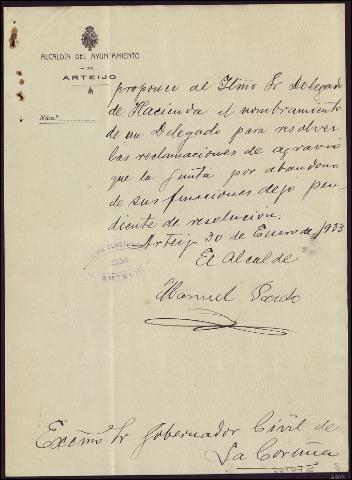 ALCALDÍA DEL AYUNTAMIENTO
DE
ARTEIJO
Núm.
proponer al Iltmo Sr Delegado
de Hacienda el nombramiento
de un Delegado para resolver
las reclamaciones de agravio
que la Junta por abandono
de sus funciones dejo pen-
diente de resolución.
Arteijo 30 de Enero de 1933
El Alcalde
Manuel Pardo
Excmo Sr Gobernador Civil de
La Coruña